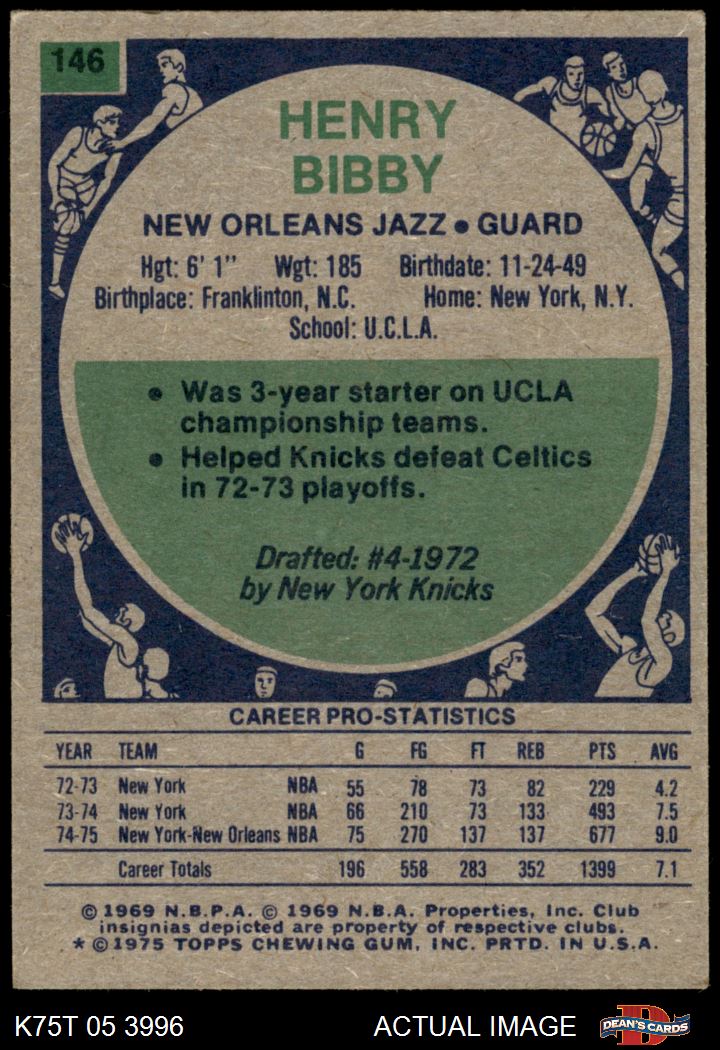 146
HENRY
BIBBY
NEW ORLEANS JAZZ • GUARD
Hgt: 6' 1" Wgt: 185 Birthdate: 11-24-49
Birthplace: Franklinton, N.C. Home: New York, N.Y.
School: U.C.L.A.
• Was 3-year starter on UCLA
championship teams.
• Helped Knicks defeat Celtics
in 72-73 playoffs.
Drafted: #4-1972
by New York Knicks
CAREER PRO-STATISTICS
YEAR TEAM G FG FT REB PTS AVG
72-73 New York NBA 55 78 73 82 229 4.2
73-74 New York NBA 66 210 73 133 493 7.5
74-75 New York-New Orleans NBA 75 270 137 137 677 9.0
Career Totals 196 558 283 352 1399 7.1
© 1969 N.B.P.A. © 1969 N.B.A. Properties, Inc. Club
insignias depicted are property of respective clubs.
* © 1975 TOPPS CHEWING GUM, INC. PRTD. IN U.S.A.
K75T 05 3996 ACTUAL IMAGE D DEAN'S CARDS